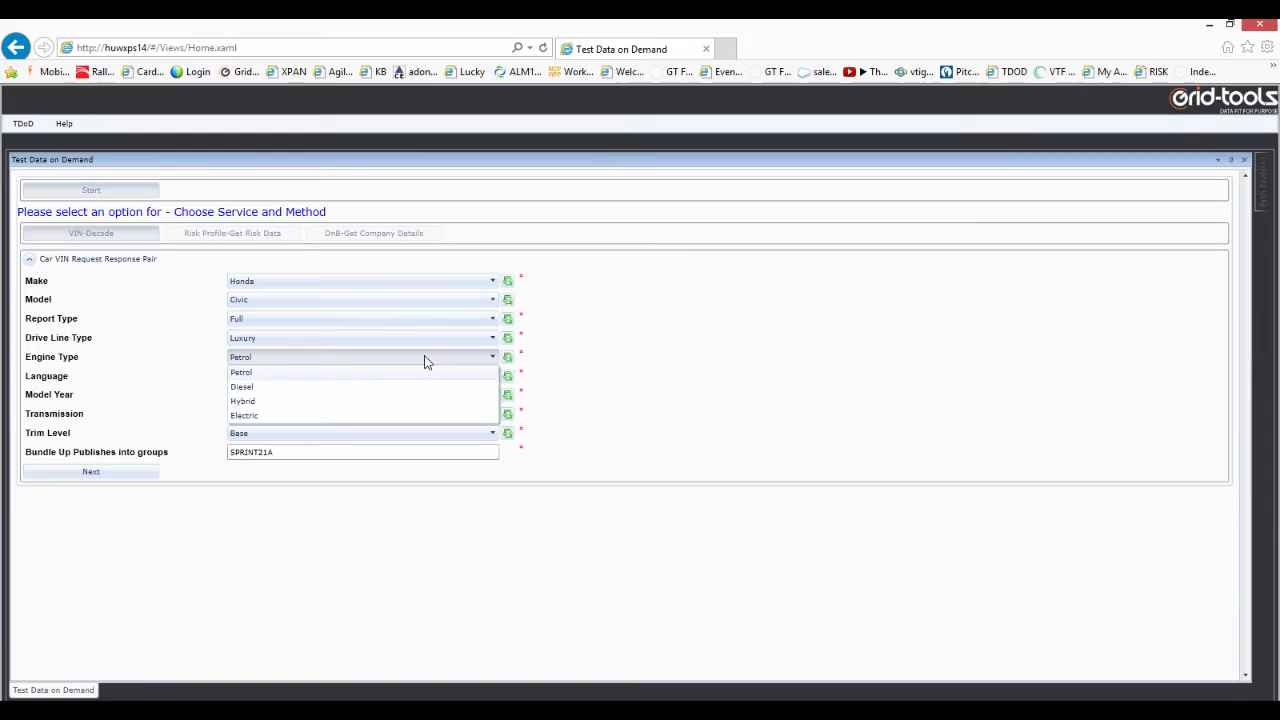 http://huwxps14/#/Views/Home.xaml
Test Data on Demand
Mobi... Rall... Card... Login Grid... XPAN Agil... KB adon... Lucky ALM1... Work... Welc... GT F... Even... GT F... sale... Th... vtig... Pitc... TDOD VTF ... My A... RISK Inde...
Grid-tools
DATA FIT FOR PURPOSE
TDoD Help
Test Data on Demand
Start
Please select an option for - Choose Service and Method
VIN-Decode Risk Profile-Get Risk Data DnB-Get Company Details
Car VIN Request Response Pair
Make Honda *
Model Civic
Report Type Full *
Drive Line Type Luxury *
Engine Type Petrol *
Petrol
Diesel
Language *
Hybrid
Model Year *
Electric
Transmission *
Trim Level Base *
Bundle Up Publishes into groups SPRINT21A *
Next
Test Data on Demand